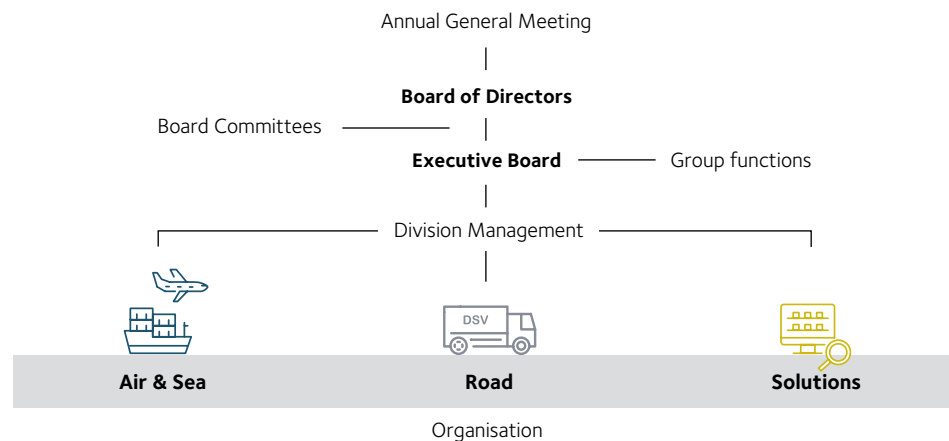 Annual General Meeting
Board of Directors
Board Committees
Executive Board
Group functions
Division Management
DSV
Air & Sea
Road
Solutions
Organisation